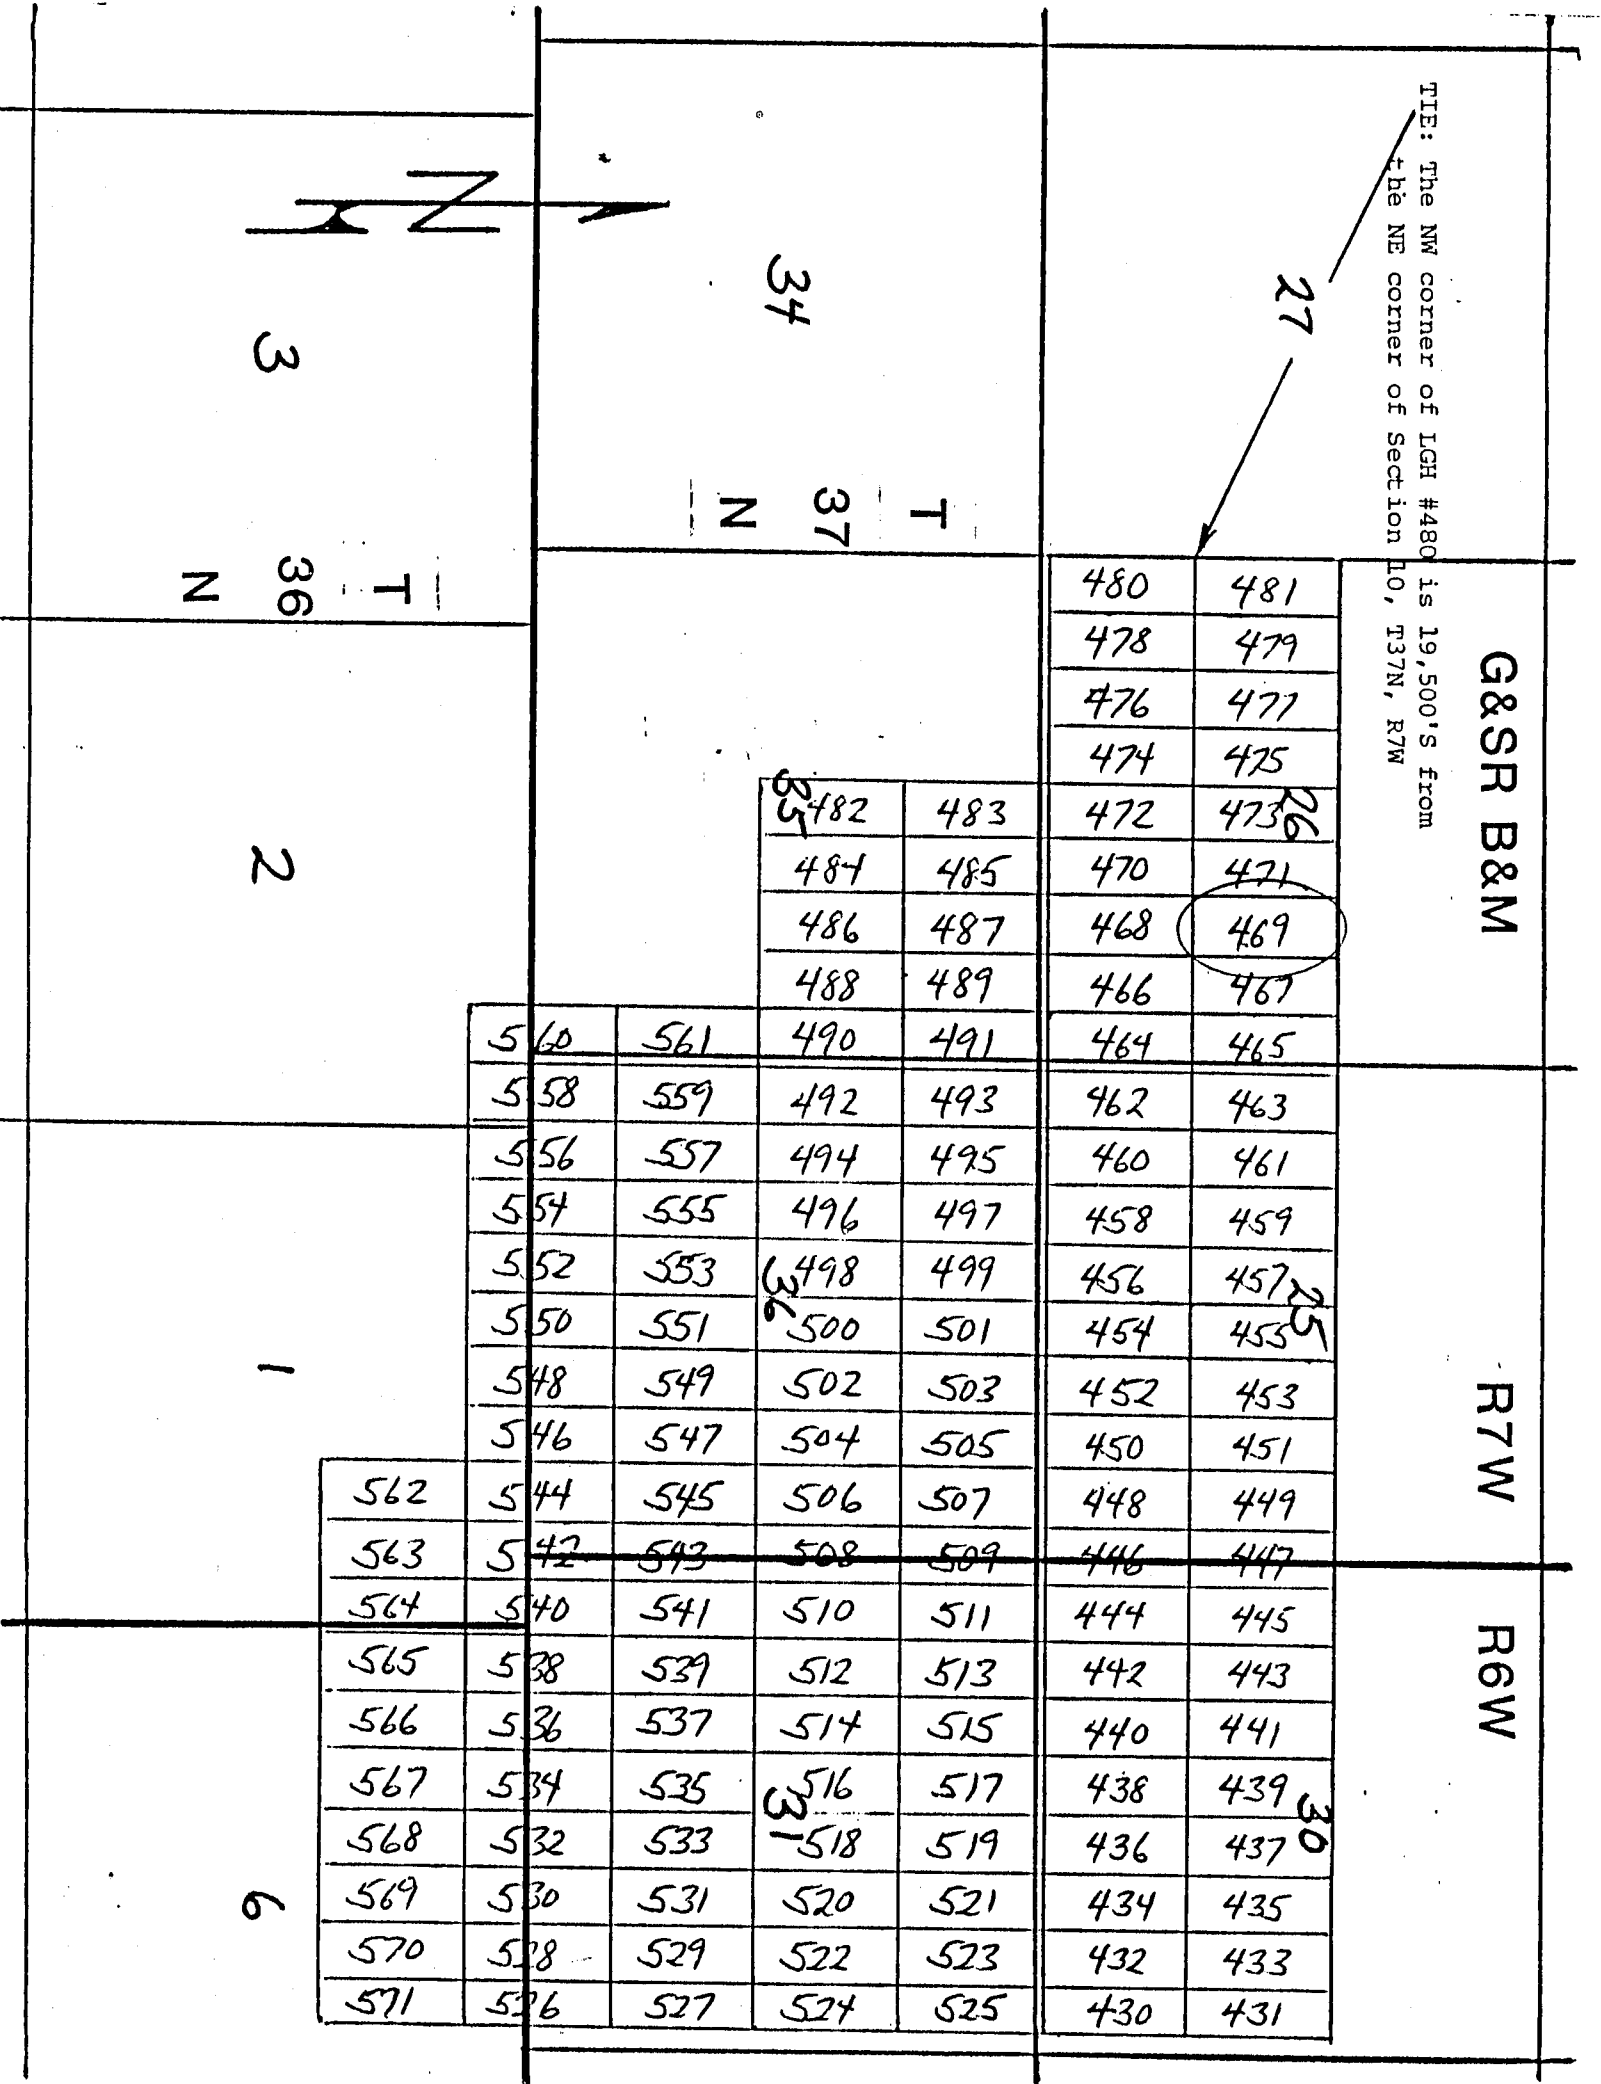 TIE: The NW corner of LGH #480 is 19,500'S from
the NE corner of Section 10, T37N, R7W
G&SR B&M
R7W
R6W
27
34
3
N
T
37
N
T
36
N
2
1
6
26
35
25
36
30
31
480 481
478 479
476 477
474 475
482 483 472 473
484 485 470 471
486 487 468 469
488 489 466 467
560 561 490 491 464 465
558 559 492 493 462 463
556 557 494 495 460 461
554 555 496 497 458 459
552 553 498 499 456 457
550 551 500 501 454 455
548 549 502 503 452 453
546 547 504 505 450 451
562 544 545 506 507 448 449
563 542 543 508 509 446 447
564 540 541 510 511 444 445
565 538 539 512 513 442 443
566 536 537 514 515 440 441
567 534 535 516 517 438 439
568 532 533 518 519 436 437
569 530 531 520 521 434 435
570 528 529 522 523 432 433
571 526 527 524 525 430 431